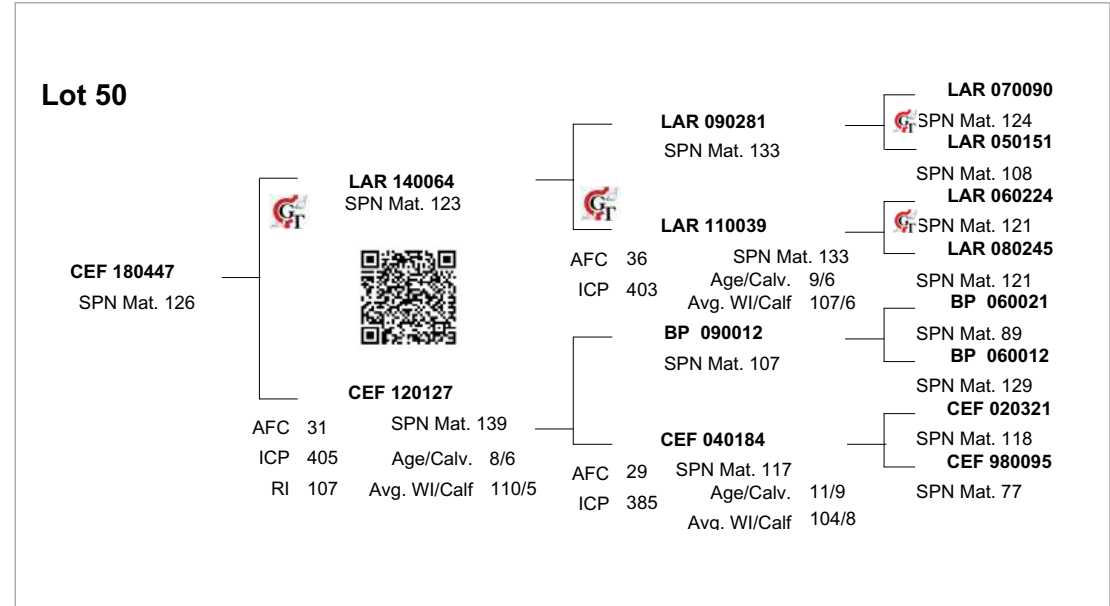 Lot 50
CEF 180447
SPN Mat. 126
GT
LAR 140064
SPN Mat. 123
CEF 120127
AFC 31 SPN Mat. 139
ICP 405 Age/Calv. 8/6
RI 107 Avg. WI/Calf 110/5
LAR 090281
SPN Mat. 133
GT
LAR 110039
AFC 36 SPN Mat. 133
ICP 403 Age/Calv. 9/6
Avg. WI/Calf 107/6
BP 090012
SPN Mat. 107
CEF 040184
AFC 29 SPN Mat. 117
ICP 385 Age/Calv. 11/9
Avg. WI/Calf 104/8
LAR 070090
GT SPN Mat. 124
LAR 050151
SPN Mat. 108
LAR 060224
GT SPN Mat. 121
LAR 080245
SPN Mat. 121
BP 060021
SPN Mat. 89
BP 060012
SPN Mat. 129
CEF 020321
SPN Mat. 118
CEF 980095
SPN Mat. 77